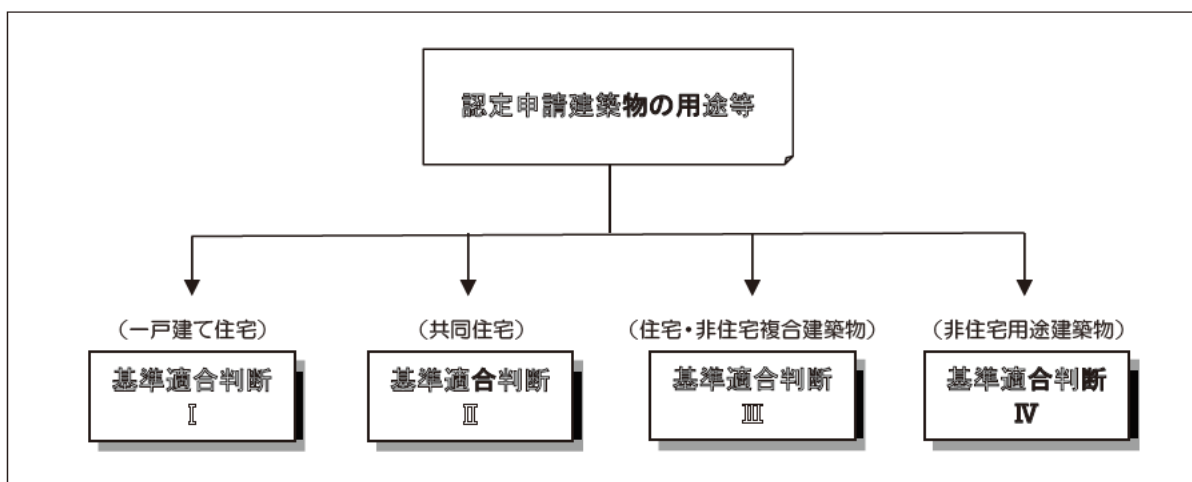 認定申請建築物の用途等
（一戸建て住宅）
基準適合判断
Ⅰ
（共同住宅）
基準適合判断
Ⅱ
（住宅・非住宅複合建築物）
基準適合判断
Ⅲ
（非住宅用途建築物）
基準適合判断
Ⅳ